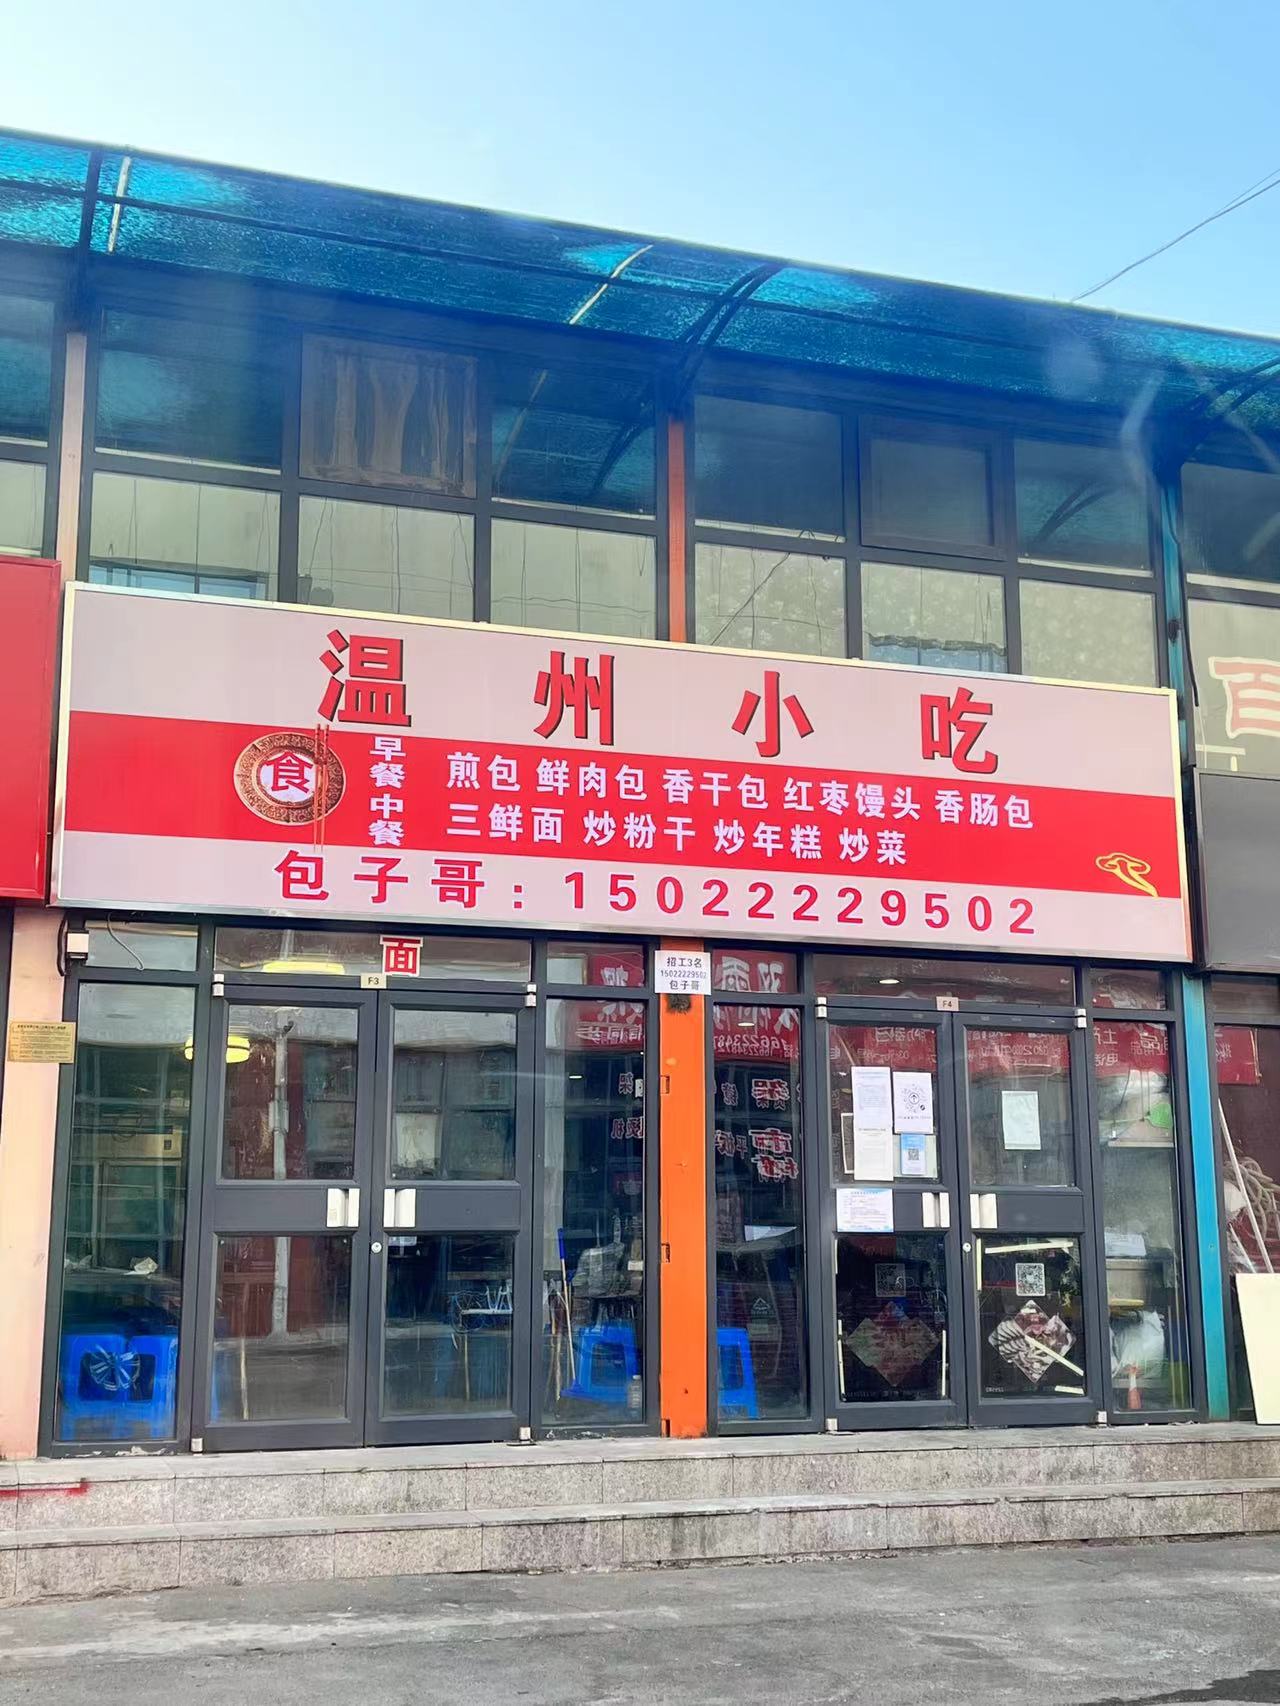 温州小吃
食
早餐中餐
煎包 鲜肉包 香干包 红枣馒头 香肠包
三鲜面 炒粉干 炒年糕 炒菜
包子哥：15022229502
百
面
招工3名
15022229502
包子哥
F3
F4